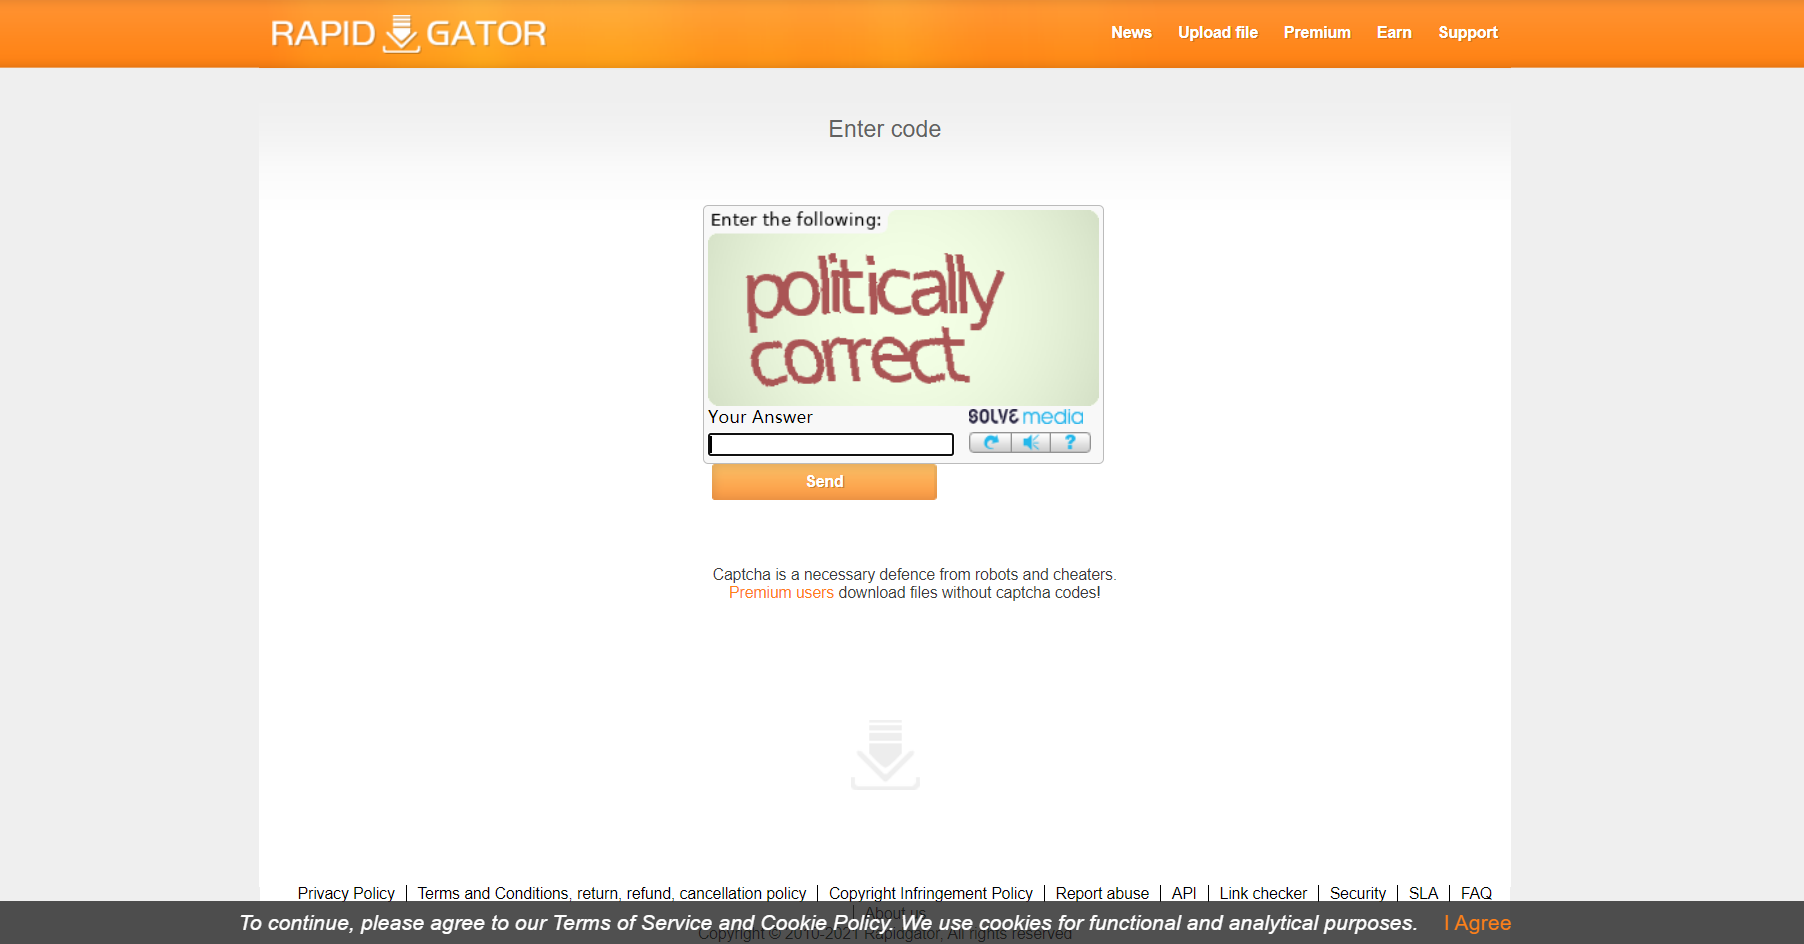 RAPID GATOR
News Upload file Premium Earn Support
Enter code
Enter the following:
politically
correct
Your Answer
SOLVE media
?
Send
Captcha is a necessary defence from robots and cheaters.
Premium users download files without captcha codes!
Privacy Policy | Terms and Conditions, return, refund, cancellation policy | Copyright Infringement Policy | Report abuse | API | Link checker | Security | SLA | FAQ
| About us
To continue, please agree to our Terms of Service and Cookie Policy. We use cookies for functional and analytical purposes. I Agree
Copyright © 2010-2021 Rapidgator, All rights reserved